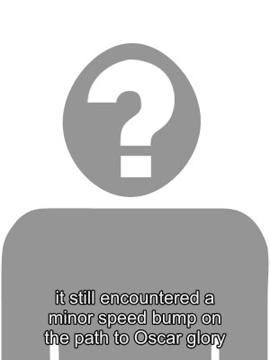 ?
it still encountered a
minor speed bump on
the path to Oscar glory